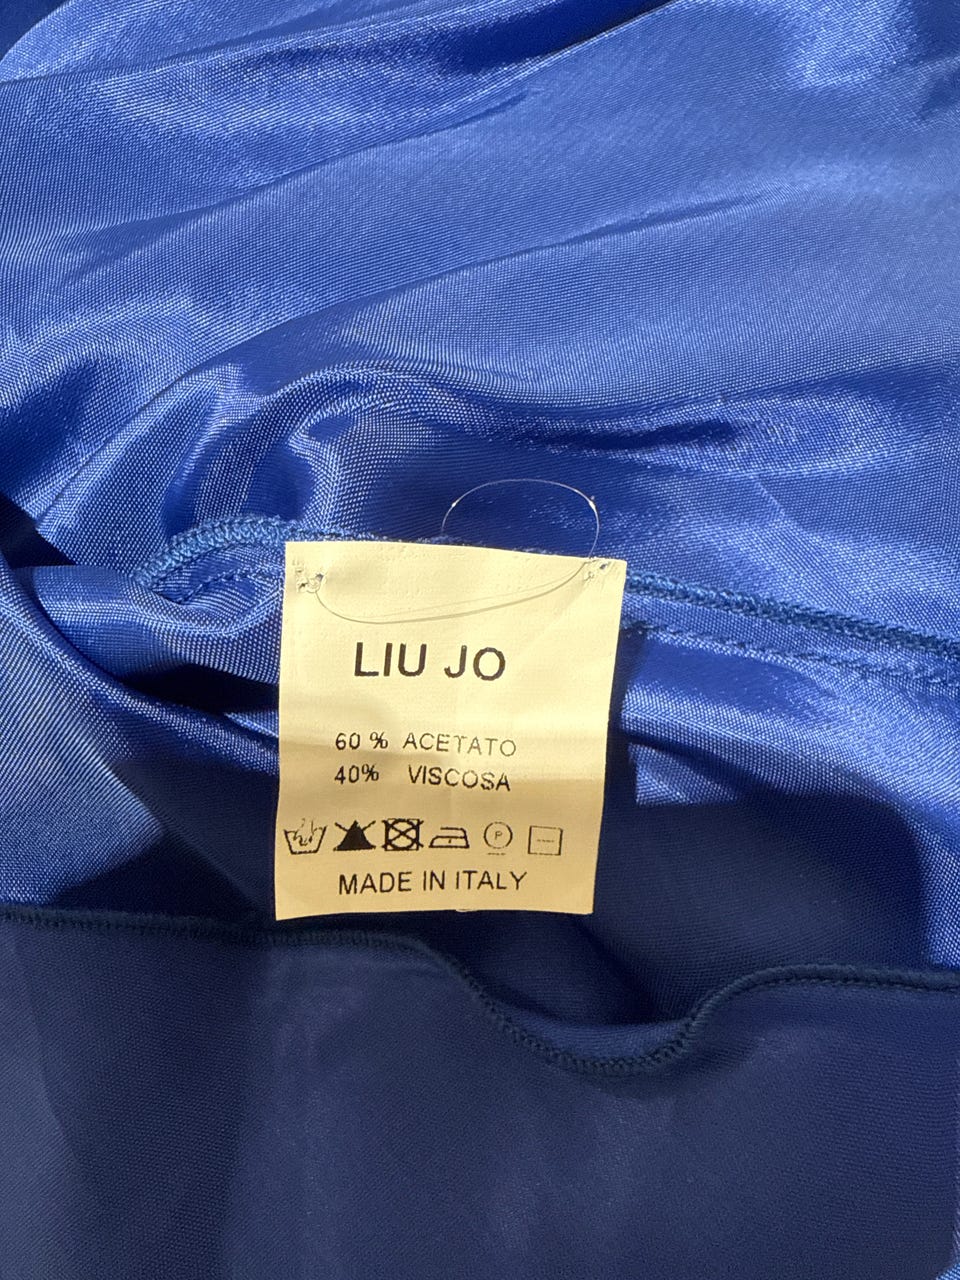 LIU JO
60 % ACETATO
40% VISCOSA
P
MADE IN ITALY